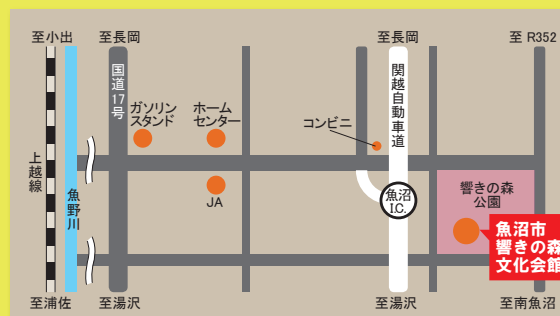 至小出
至長岡
至長岡
至 R352
国道17号
関越自動車道
ガソリン
スタンド
ホーム
センター
コンビニ
上越線
魚野川
JA
魚沼
I.C.
響きの森
公園
魚沼市
響きの森
文化会館
至浦佐
至湯沢
至湯沢
至南魚沼